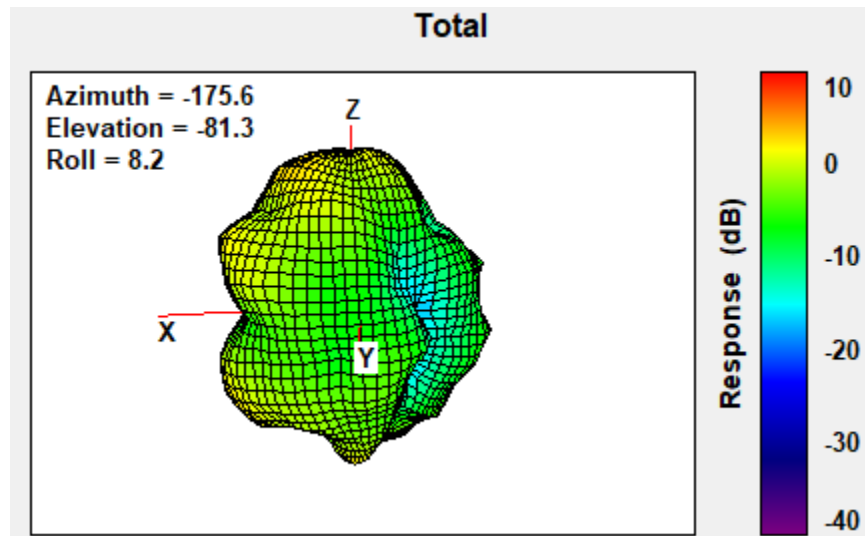 Total
Azimuth = -175.6
Elevation = -81.3
Roll = 8.2
Z
X
Y
Response (dB)
10
0
-10
-20
-30
-40